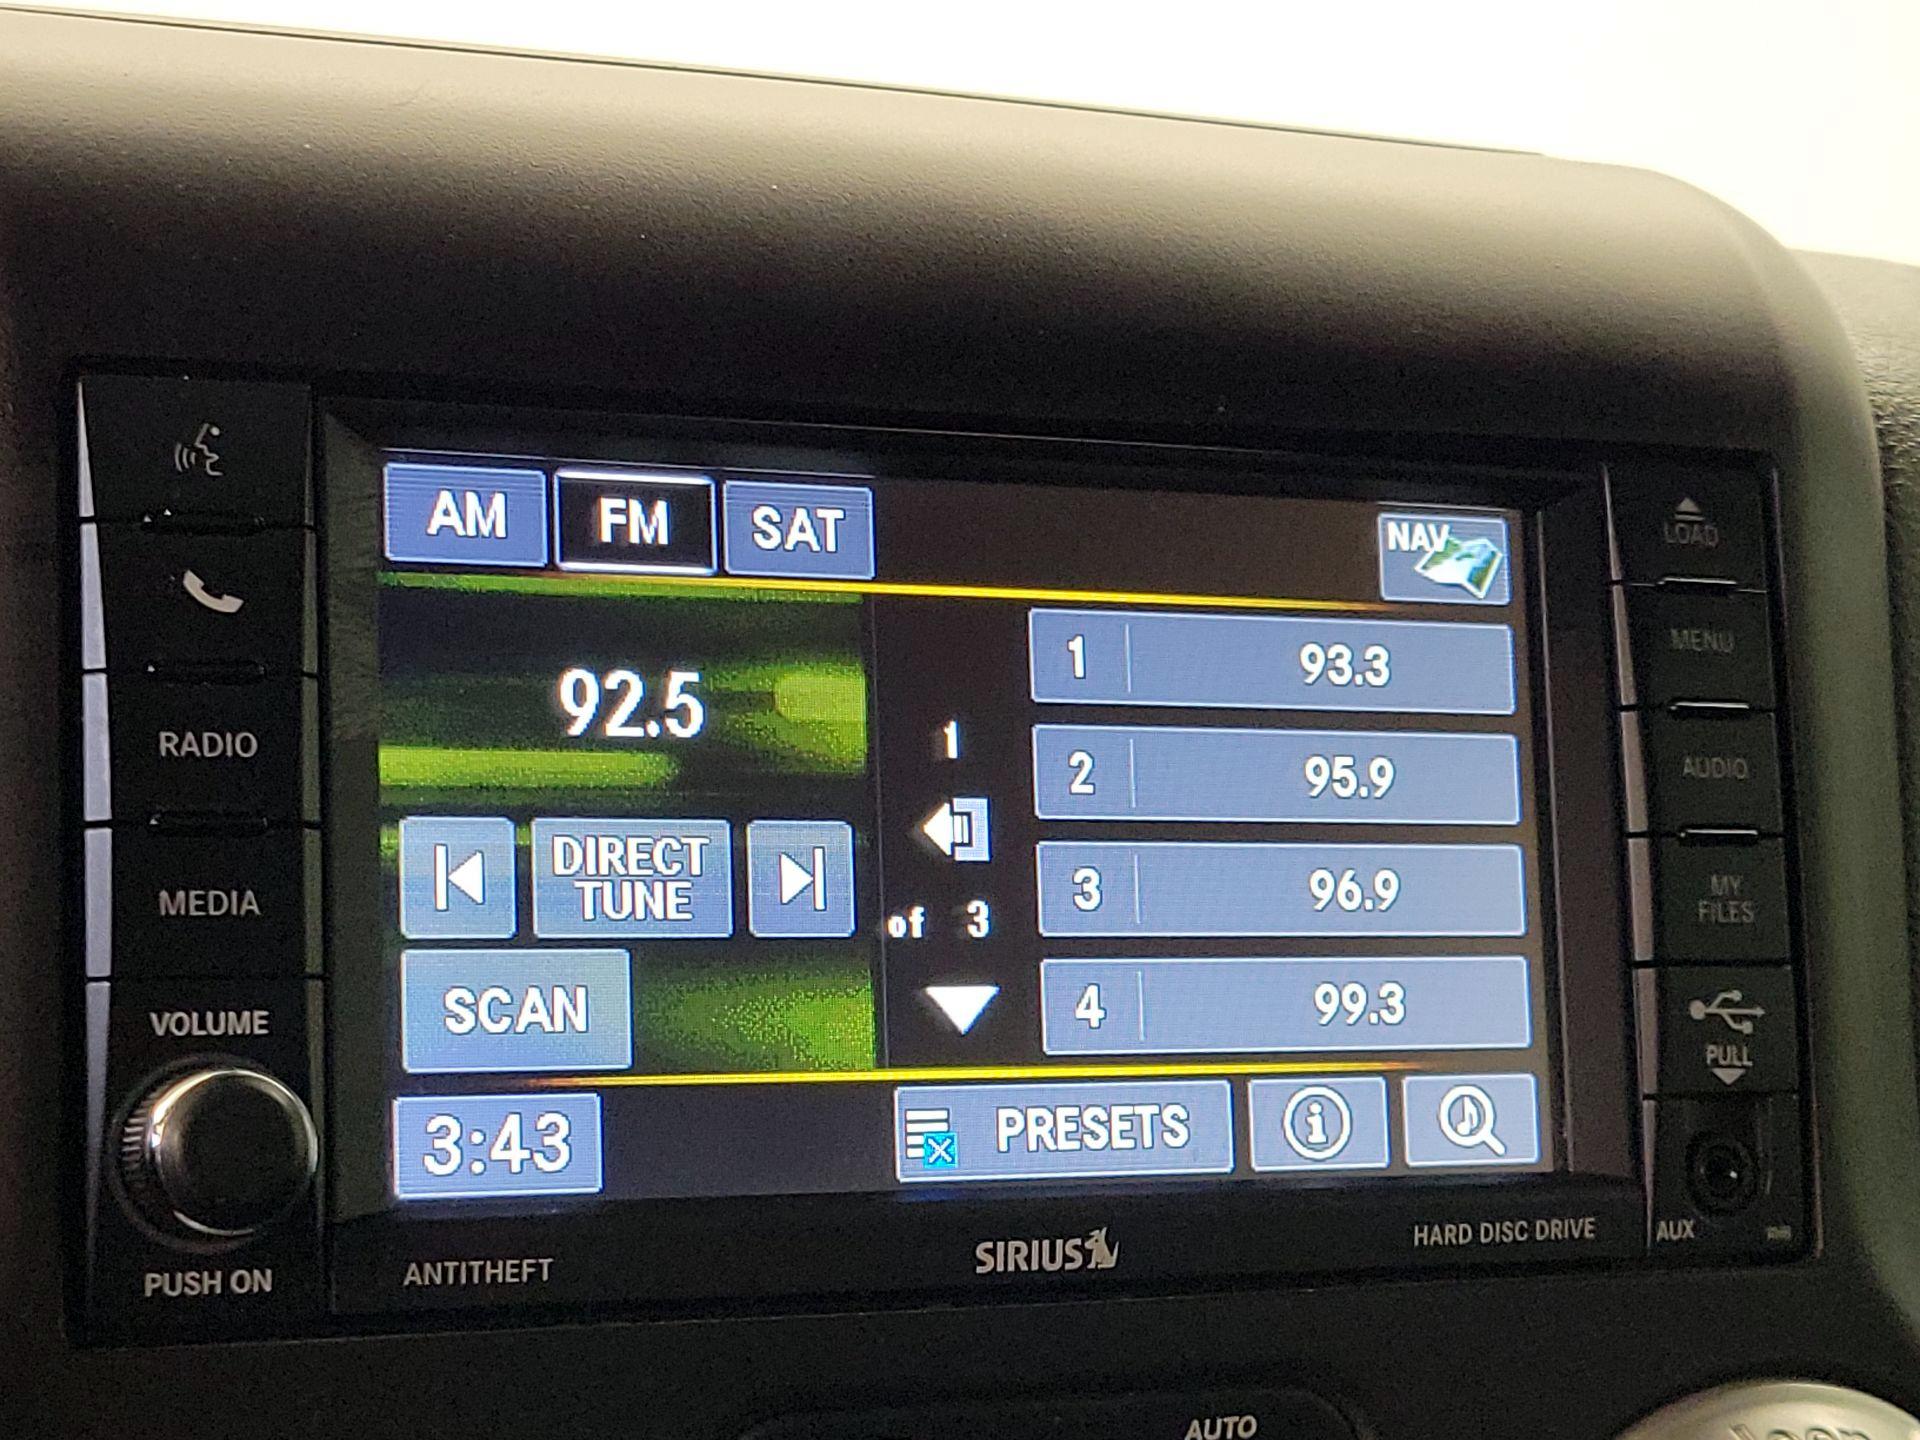 AM FM SAT
NAV
LOAD
92.5
1 93.3
MENU
RADIO
1
2 95.9
AUDIO
DIRECT
TUNE
3 96.9
MY
FILES
MEDIA
of 3
SCAN
4 99.3
PULL
VOLUME
3:43
PRESETS
AUX
PUSH ON
ANTITHEFT
SIRIUS
HARD DISC DRIVE
AUTO
Jeep